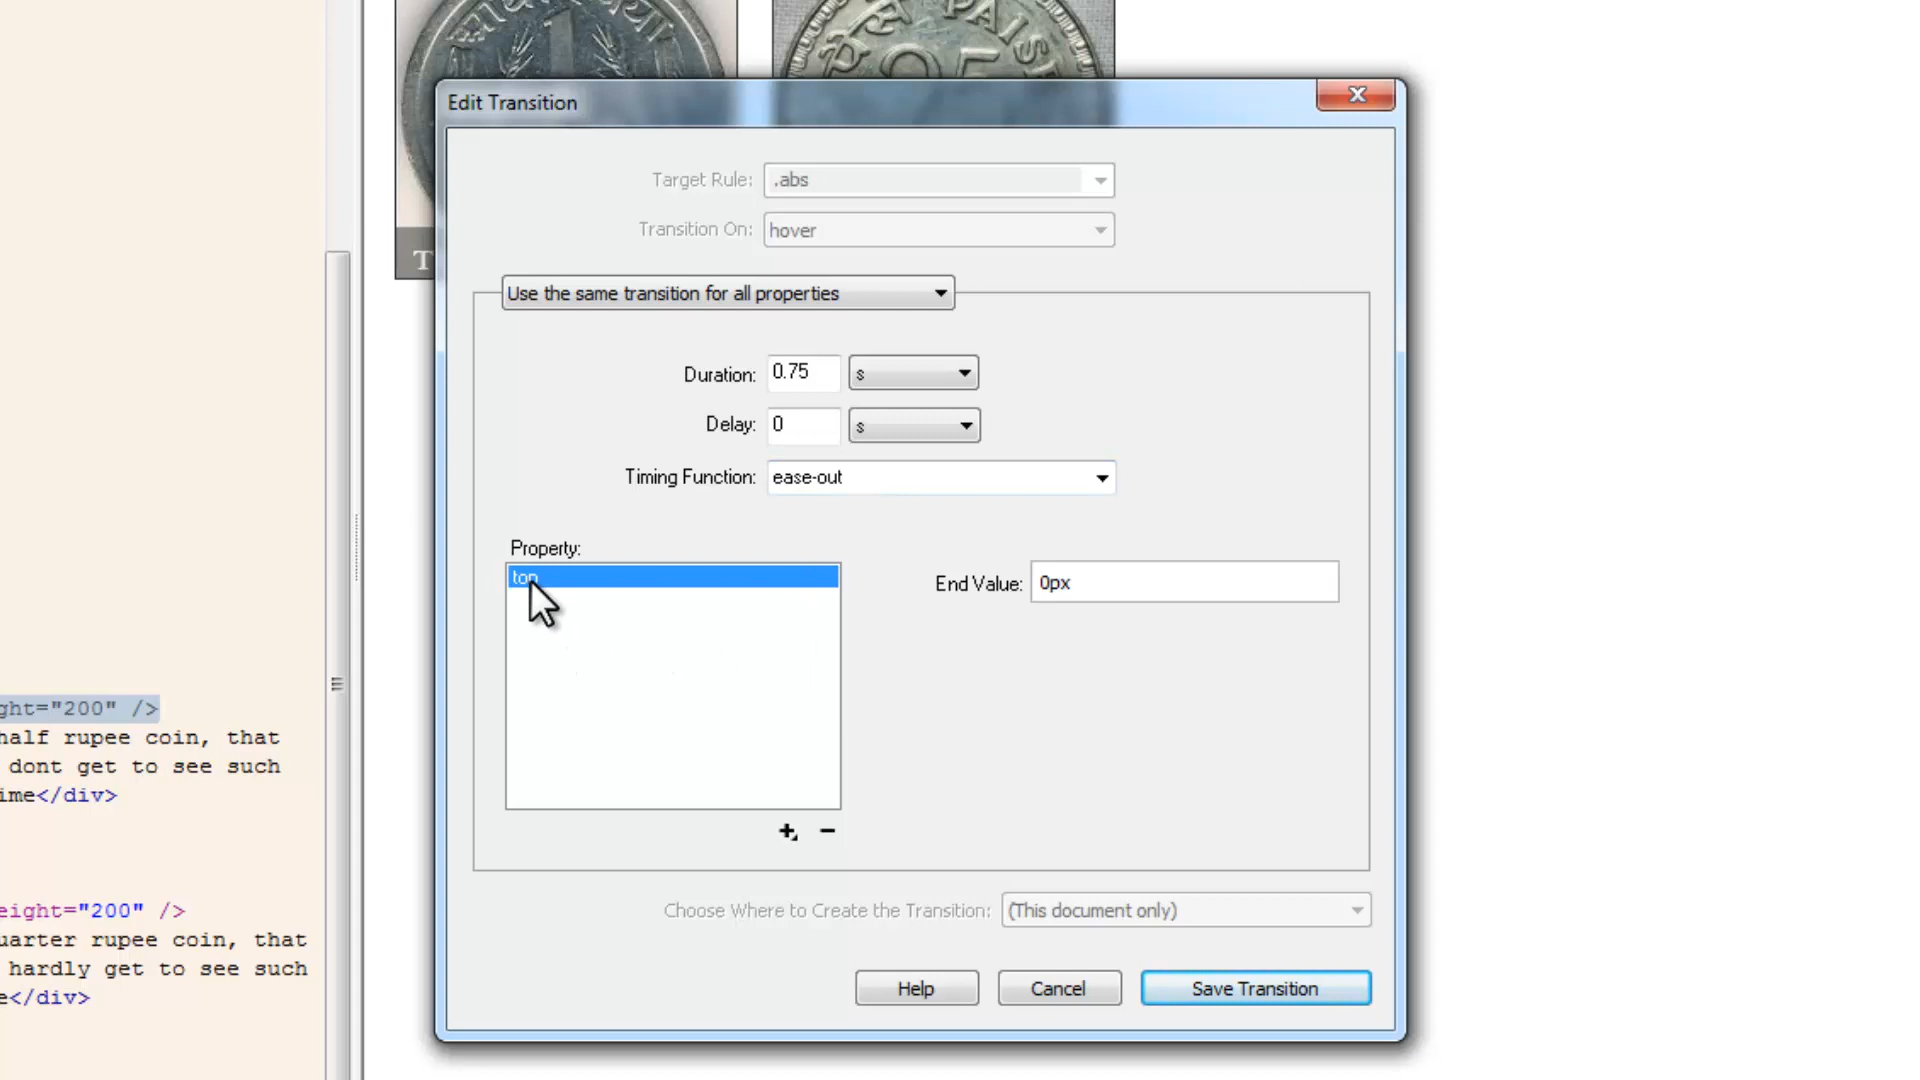 PAISE
Edit Transition
T
Target Rule: .abs
Transition On: hover
Use the same transition for all properties
Duration: 0.75 s
Delay: 0 s
Timing Function: ease-out
Property:
top
End Value: 0px
ght="200" />
half rupee coin, that
dont get to see such
ime</div>
eight="200" />
uarter rupee coin, that
hardly get to see such
e</div>
Choose Where to Create the Transition: (This document only)
Help Cancel Save Transition